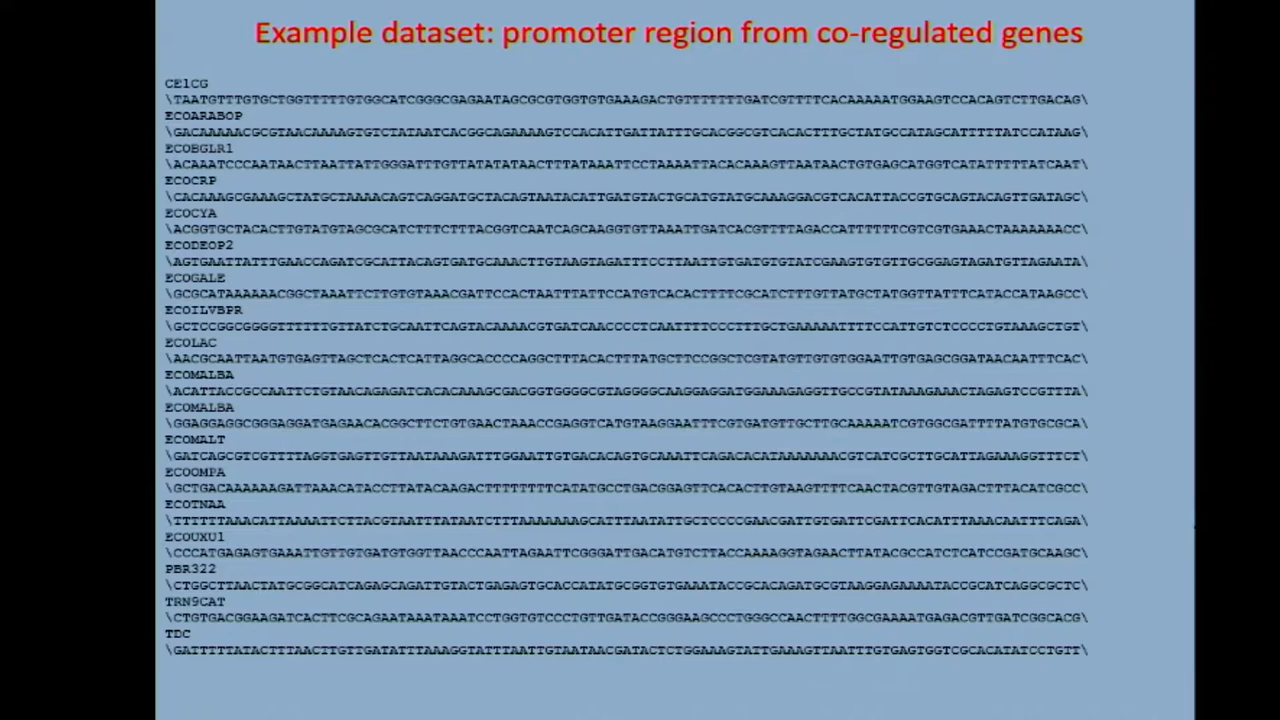 Example dataset: promoter region from co-regulated genes
CE1CG
\TAATGTTTGTGCTGGTTTTTGTGGCATCGGGCGAGAATAGCGCGTGGTGTGAAAGACTGTTTTTTTGATCGTTTTCACAAAAATGGAAGTCCACAGTCTTGACAG\
ECOARABOP
\GACAAAAACGCGTAACAAAAGTGTCTATAATCACGGCAGAAAAGTCCACATTGATTATTTGCACGGCGTCACACTTTGCTATGCCATAGCATTTTTATCCATAAG\
ECOBGLR1
\ACAAATCCCAATAACTTAATTATTGGGATTTGTTATATATAACTTTATAAATTCCTAAAATTACACAAAGTTAATAACTGTGAGCATGGTCATATTTTTATCAAT\
ECOCRP
\CACAAAGCGAAAGCTATGCTAAAACAGTCAGGATGCTACAGTAATACATTGATGTACTGCATGTATGCAAAGGACGTCACATTACCGTGCAGTACAGTTGATAGC\
ECOCYA
\ACGGTGCTACACTTGTATGTAGCGCATCTTTCTTTACGGTCAATCAGCAAGGTGTTAAATTGATCACGTTTTAGACCATTTTTTCGTCGTGAAACTAAAAAAACC\
ECODEOP2
\AGTGAATTATTTGAACCAGATCGCATTACAGTGATGCAAACTTGTAAGTAGATTTCCTTAATTGTGATGTGTATCGAAGTGTGTTGCGGAGTAGATGTTAGAATA\
ECOGALE
\GCGCATAAAAAACGGCTAAATTCTTGTGTAAACGATTCCACTAATTTATTCCATGTCACACTTTTCGCATCTTTGTTATGCTATGGTTATTTCATACCATAAGCC\
ECOILVBPR
\GCTCCGGCGGGGTTTTTTGTTATCTGCAATTCAGTACAAAACGTGATCAACCCCTCAATTTTCCCTTTGCTGAAAAATTTTCCATTGTCTCCCCTGTAAAGCTGT\
ECOLAC
\AACGCAATTAATGTGAGTTAGCTCACTCATTAGGCACCCCAGGCTTTACACTTTATGCTTCCGGCTCGTATGTTGTGTGGAATTGTGAGCGGATAACAATTTCAC\
ECOMALBA
\ACATTACCGCCAATTCTGTAACAGAGATCACACAAAGCGACGGTGGGGCGTAGGGGCAAGGAGGATGGAAAGAGGTTGCCGTATAAAGAAACTAGAGTCCGTTTA\
ECOMALBA
\GGAGGAGGCGGGAGGATGAGAACACGGCTTCTGTGAACTAAACCGAGGTCATGTAAGGAATTTCGTGATGTTGCTTGCAAAAATCGTGGCGATTTTATGTGCGCA\
ECOMALT
\GATCAGCGTCGTTTTAGGTGAGTTGTTAATAAAGATTTGGAATTGTGACACAGTGCAAATTCAGACACATAAAAAAACGTCATCGCTTGCATTAGAAAGGTTTCT\
ECOOMPA
\GCTGACAAAAAAGATTAAACATACCTTATACAAGACTTTTTTTTCATATGCCTGACGGAGTTCACACTTGTAAGTTTTCAACTACGTTGTAGACTTTACATCGCC\
ECOTNAA
\TTTTTTAAACATTAAAATTCTTACGTAATTTATAATCTTTAAAAAAAGCATTTAATATTGCTCCCCGAACGATTGTGATTCGATTCACATTTAAACAATTTCAGA\
ECOUXU1
\CCCATGAGAGTGAAATTGTTGTGATGTGGTTAACCCAATTAGAATTCGGGATTGACATGTCTTACCAAAAGGTAGAACTTATACGCCATCTCATCCGATGCAAGC\
PBR322
\CTGGCTTAACTATGCGGCATCAGAGCAGATTGTACTGAGAGTGCACCATATGCGGTGTGAAATACCGCACAGATGCGTAAGGAGAAAATACCGCATCAGGCGCTC\
TRN9CAT
\CTGTGACGGAAGATCACTTCGCAGAATAAATAAATCCTGGTGTCCCTGTTGATACCGGGAAGCCCTGGGCCAACTTTTGGCGAAAATGAGACGTTGATCGGCACG\
TDC
\GATTTTTATACTTTAACTTGTTGATATTTAAAGGTATTTAATTGTAATAACGATACTCTGGAAAGTATTGAAAGTTAATTTGTGAGTGGTCGCACATATCCTGTT\